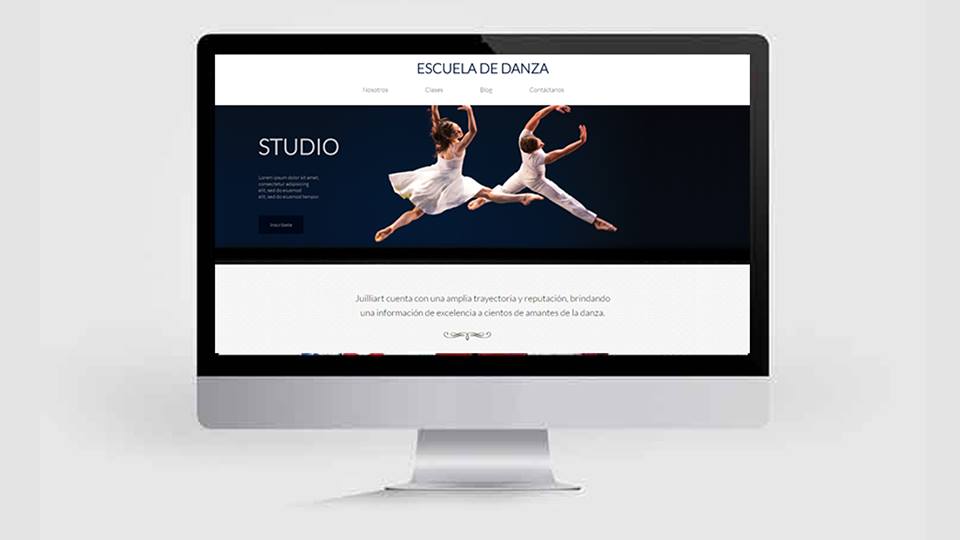 ESCUELA DE DANZA
Nosotros Clases Blog Contáctanos
STUDIO
Lorem ipsum dolor sit amet,
consectetur adipiscing
elit, sed do eiusmod
elit, sed do eiusmod tempor
Inscríbete
Juilliart cuenta con una amplia trayectoria y reputación, brindando
una información de excelencia a cientos de amantes de la danza.